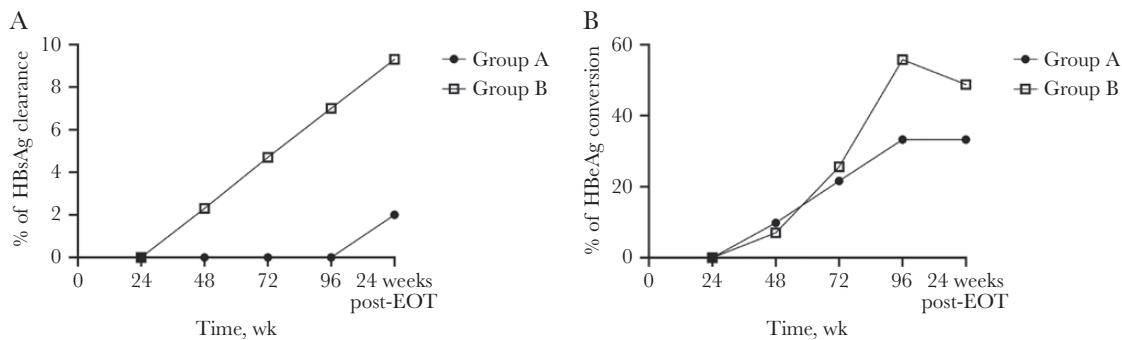 A
% of HBsAg clearance
10
8
6
4
2
0
0 24 48 72 96 24 weeks
post-EOT
Time, wk
Group A
Group B
B
% of HBeAg conversion
60
40
20
0
0 24 48 72 96 24 weeks
post-EOT
Time, wk
Group A
Group B